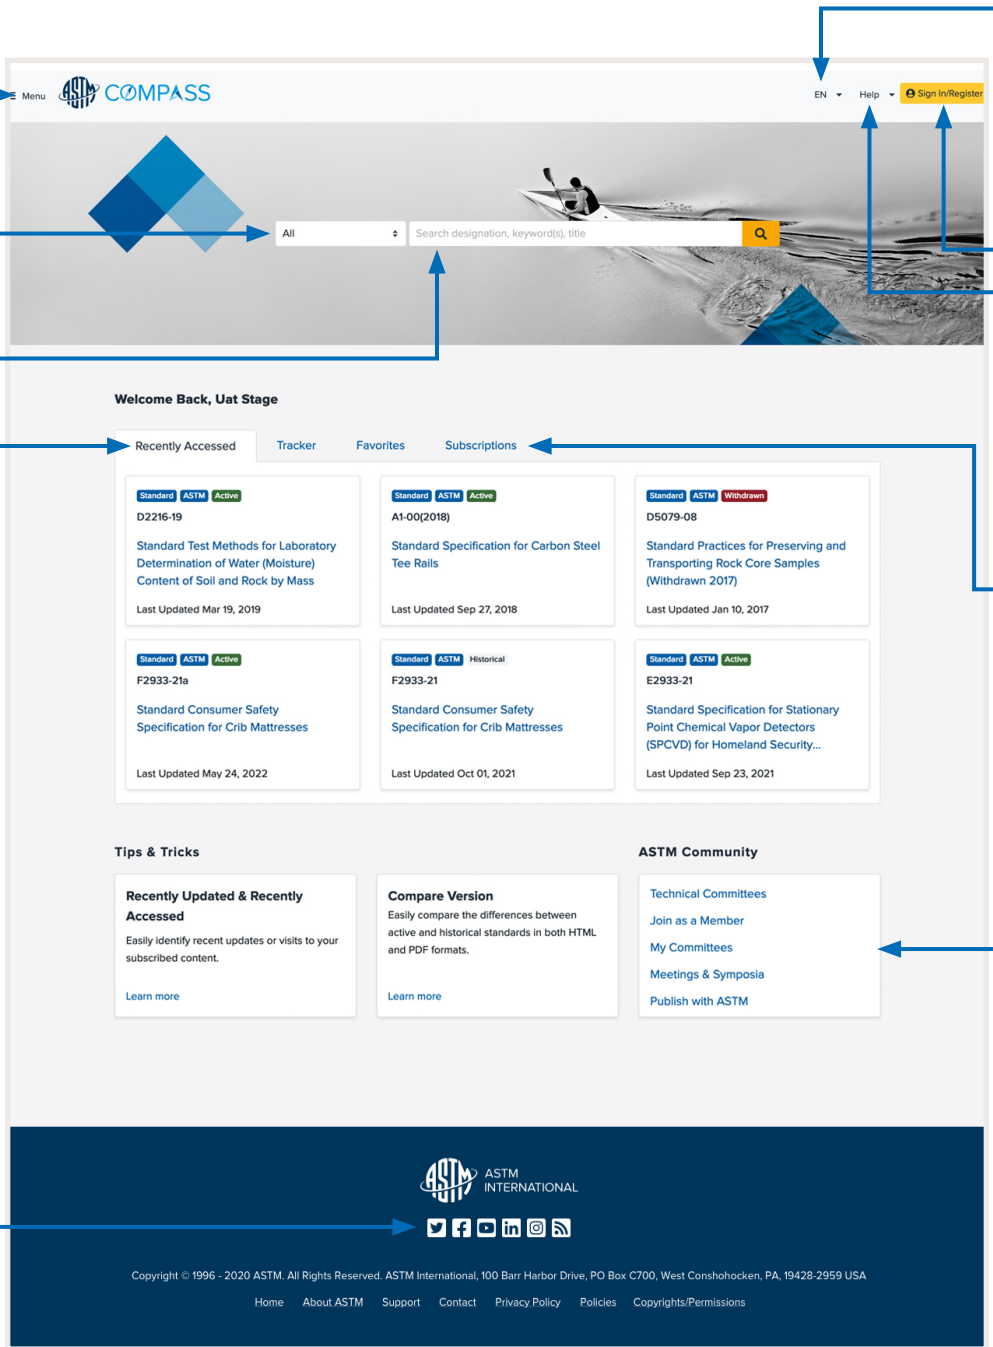 Menu ASTM COMPASS EN Help Sign In/Register
All Search designation, keyword(s), title
Welcome Back, Uat Stage
Recently Accessed Tracker Favorites Subscriptions
Standard ASTM Active
D2216-19
Standard Test Methods for Laboratory
Determination of Water (Moisture)
Content of Soil and Rock by Mass
Last Updated Mar 19, 2019
Standard ASTM Active
A1-00(2018)
Standard Specification for Carbon Steel
Tee Rails
Last Updated Sep 27, 2018
Standard ASTM Withdrawn
D5079-08
Standard Practices for Preserving and
Transporting Rock Core Samples
(Withdrawn 2017)
Last Updated Jan 10, 2017
Standard ASTM Active
F2933-21a
Standard Consumer Safety
Specification for Crib Mattresses
Last Updated May 24, 2022
Standard ASTM Historical
F2933-21
Standard Consumer Safety
Specification for Crib Mattresses
Last Updated Oct 01, 2021
Standard ASTM Active
E2933-21
Standard Specification for Stationary
Point Chemical Vapor Detectors
(SPCVD) for Homeland Security...
Last Updated Sep 23, 2021
Tips & Tricks
Recently Updated & Recently
Accessed
Easily identify recent updates or visits to your
subscribed content.
Learn more
Compare Version
Easily compare the differences between
active and historical standards in both HTML
and PDF formats.
Learn more
ASTM Community
Technical Committees
Join as a Member
My Committees
Meetings & Symposia
Publish with ASTM
ASTM ASTM
INTERNATIONAL
Copyright © 1996 - 2020 ASTM. All Rights Reserved. ASTM International, 100 Barr Harbor Drive, PO Box C700, West Conshohocken, PA, 19428-2959 USA
Home About ASTM Support Contact Privacy Policy Policies Copyrights/Permissions